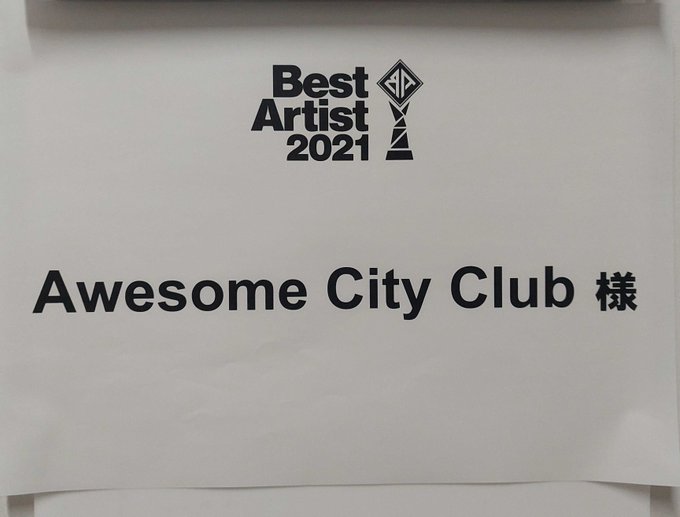 Best
Artist
2021
Awesome City Club 様